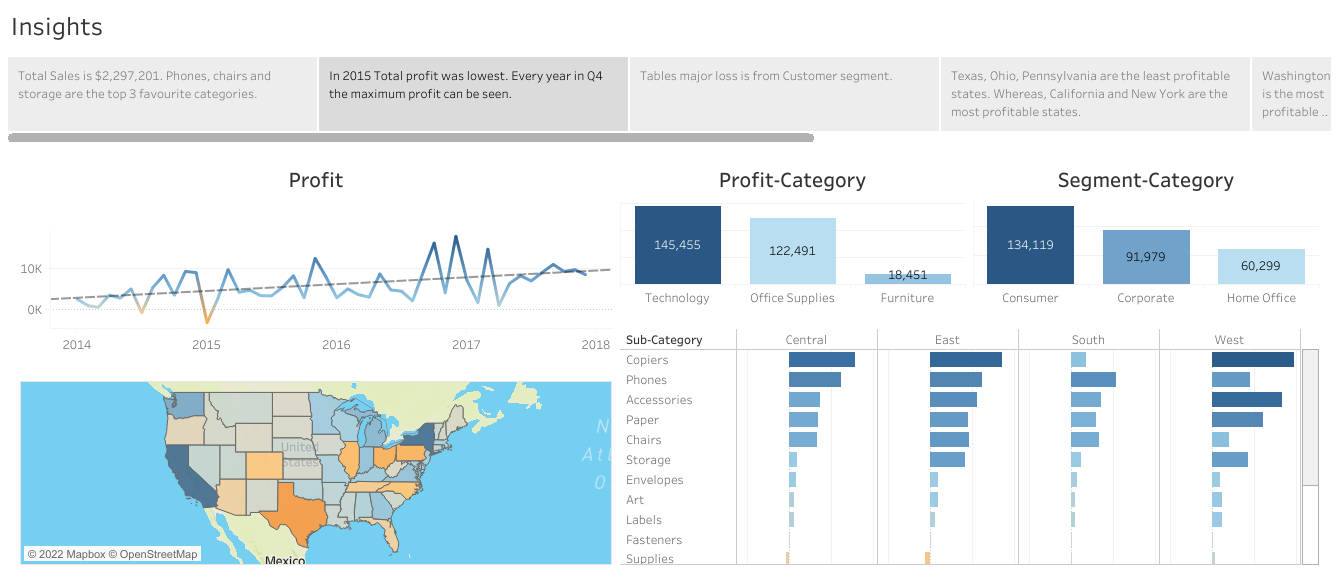 Insights
Total Sales is $2,297,201. Phones, chairs and
storage are the top 3 favourite categories.
In 2015 Total profit was lowest. Every year in Q4
the maximum profit can be seen.
Tables major loss is from Customer segment.
Texas, Ohio, Pennsylvania are the least profitable
states. Whereas, California and New York are the
most profitable states.
Washington
is the most
profitable ..
Profit
10K
0K
2014 2015 2016 2017 2018
Profit-Category
145,455 122,491 18,451
Technology Office Supplies Furniture
Segment-Category
134,119 91,979 60,299
Consumer Corporate Home Office
United
States
Mexico
© 2022 Mapbox © OpenStreetMap
Sub-Category Central East South West
Copiers
Phones
Accessories
Paper
Chairs
Storage
Envelopes
Art
Labels
Fasteners
Supplies